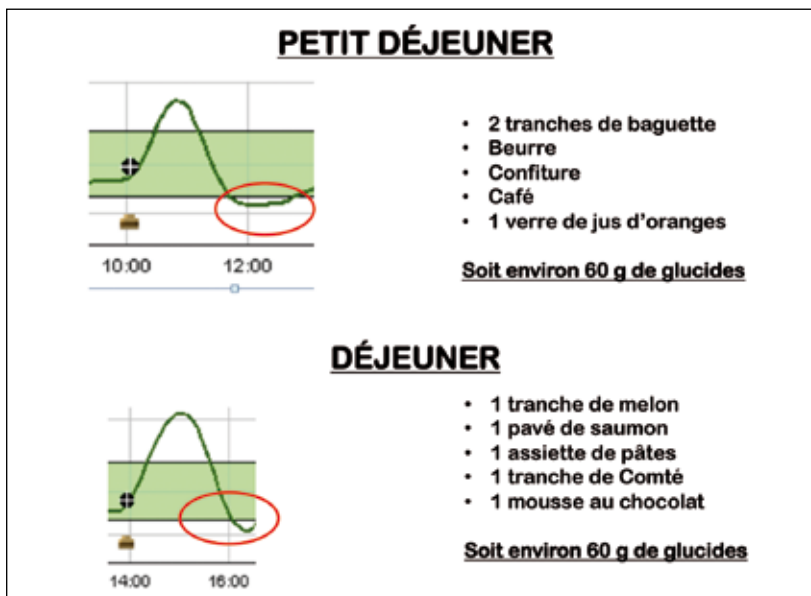 PETIT DÉJEUNER
• 2 tranches de baguette
• Beurre
• Confiture
• Café
• 1 verre de jus d'oranges
Soit environ 60 g de glucides
10:00 12:00
DÉJEUNER
• 1 tranche de melon
• 1 pavé de saumon
• 1 assiette de pâtes
• 1 tranche de Comté
• 1 mousse au chocolat
Soit environ 60 g de glucides
14:00 16:00